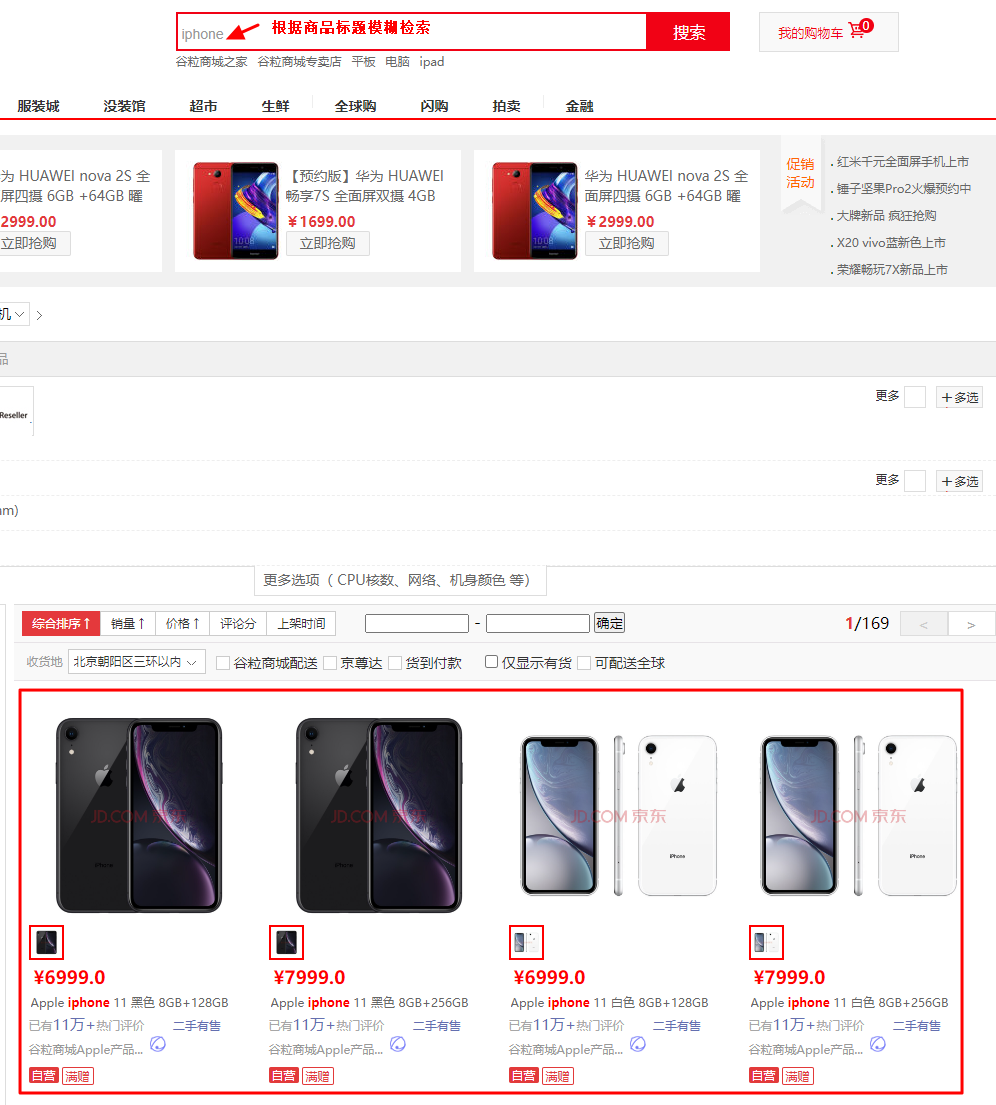 iphone
根据商品标题模糊检索
搜索
我的购物车
0
谷粒商城之家 谷粒商城专卖店 平板 电脑 ipad
服装城 没装馆 超市 生鲜 全球购 闪购 拍卖 金融
为 HUAWEI nova 2S 全
屏四摄 6GB +64GB 曜
2999.00
立即抢购
【预约版】华为 HUAWEI
畅享7S 全面屏双摄 4GB
¥1699.00
立即抢购
华为 HUAWEI nova 2S 全
面屏四摄 6GB +64GB 曜
¥2999.00
立即抢购
促销
活动
. 红米千元全面屏手机上市
. 锤子坚果Pro2火爆预约中
. 大牌新品 疯狂抢购
. X20 vivo蓝新色上市
. 荣耀畅玩7X新品上市
机 >
品
Reseller
更多 +多选
更多 +多选
m)
更多选项（ CPU核数、网络、机身颜色 等）
综合排序↑ 销量↑ 价格↑ 评论分 上架时间 - 确定 1/169 < >
收货地 北京朝阳区三环以内 谷粒商城配送 京尊达 货到付款 仅显示有货 可配送全球
JD.COM 京东 JD.COM 京东 JD.COM 京东 JD.COM 京东
iPhone iPhone iPhone iPhone
¥6999.0 ¥7999.0 ¥6999.0 ¥7999.0
Apple iphone 11 黑色 8GB+128GB Apple iphone 11 黑色 8GB+256GB Apple iphone 11 白色 8GB+128GB Apple iphone 11 白色 8GB+256GB
已有11万+热门评价 二手有售 已有11万+热门评价 二手有售 已有11万+热门评价 二手有售 已有11万+热门评价 二手有售
谷粒商城Apple产品... 谷粒商城Apple产品... 谷粒商城Apple产品... 谷粒商城Apple产品...
自营 满赠 自营 满赠 自营 满赠 自营 满赠